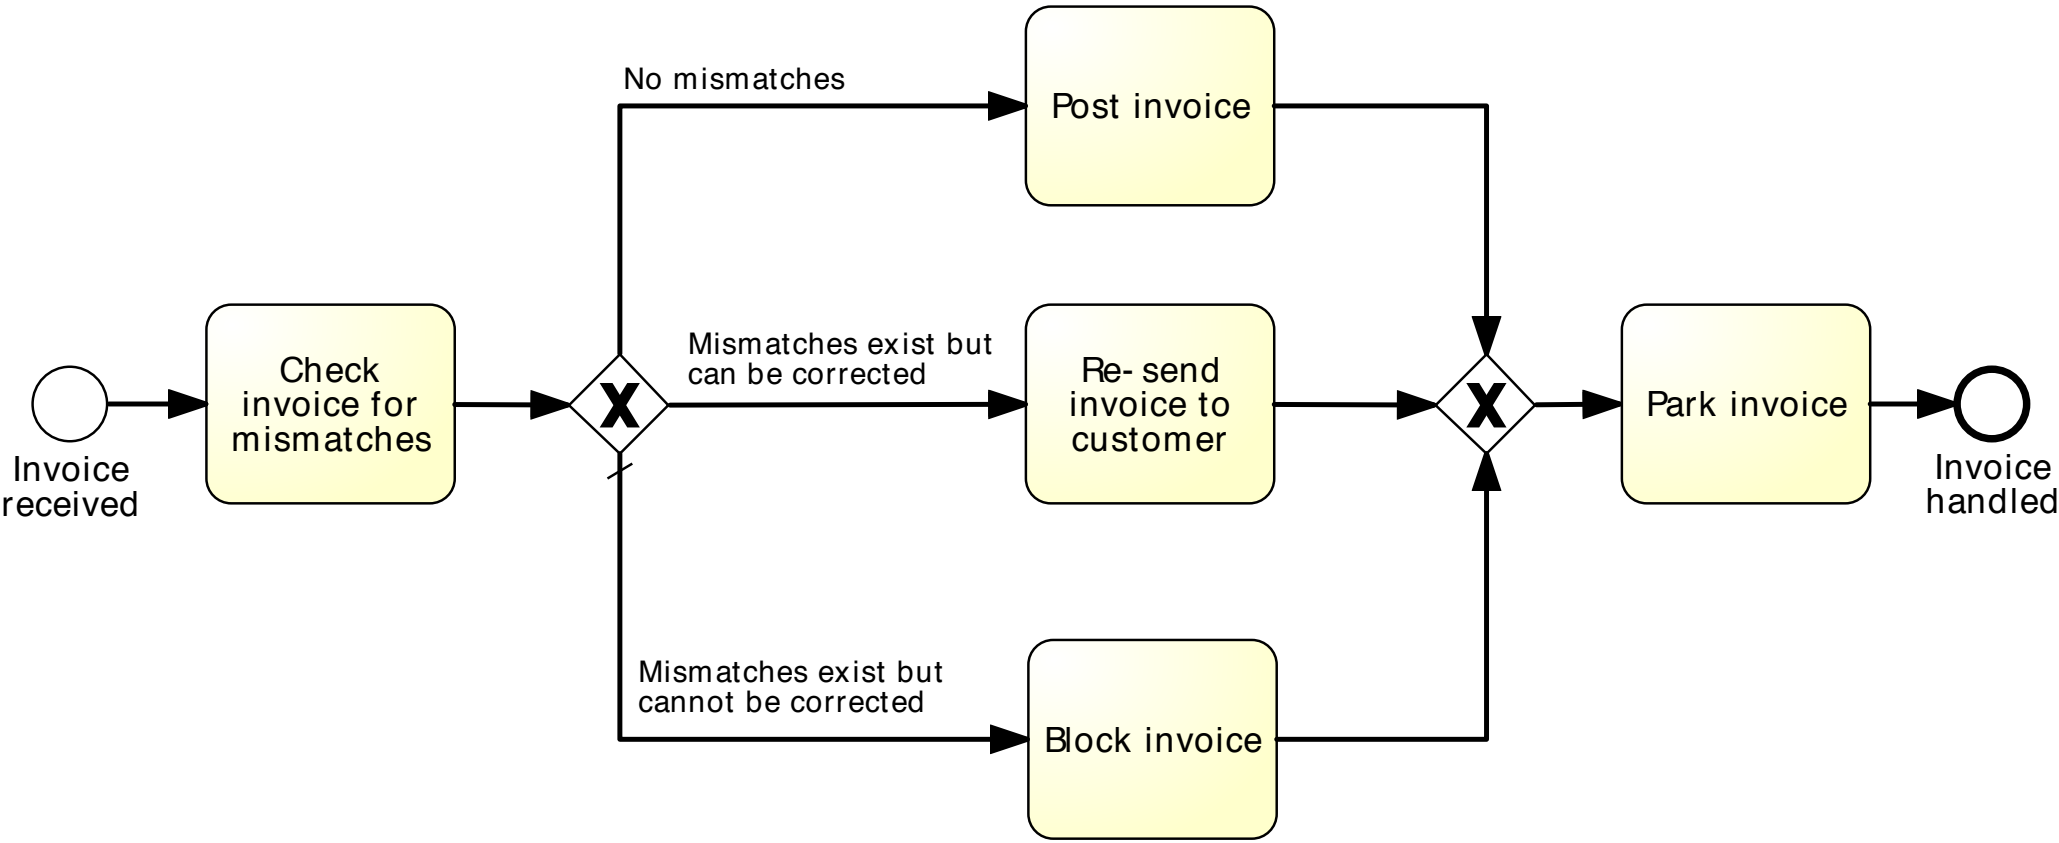 No mismatches
Post invoice
Mismatches exist but
can be corrected
Check
invoice for
mismatches
X
Re- send
invoice to
customer
X
Park invoice
Invoice
received
Invoice
handled
Mismatches exist but
cannot be corrected
Block invoice